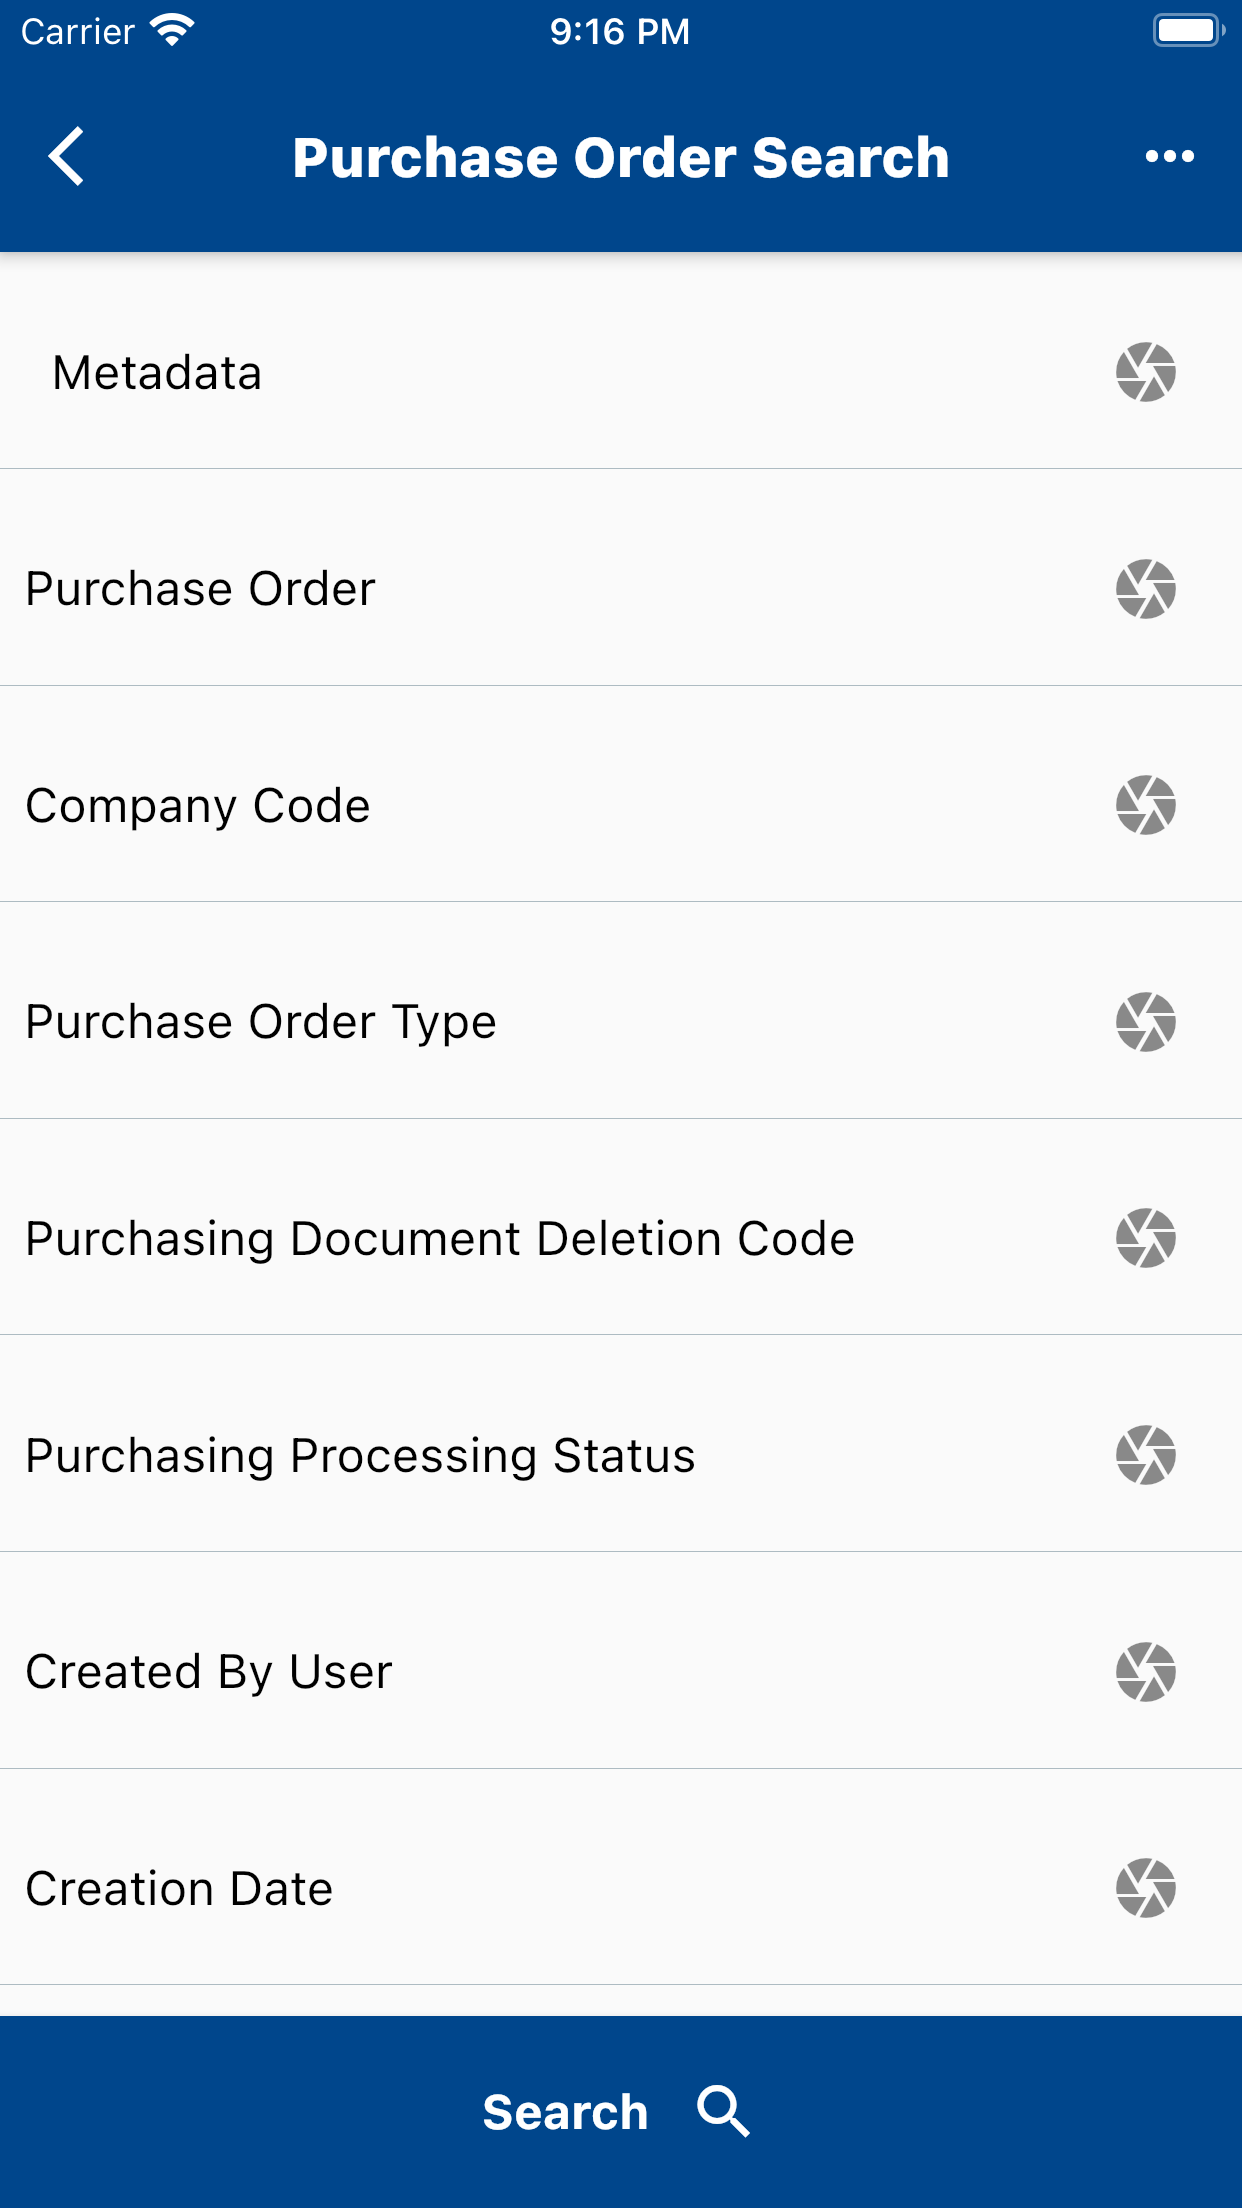 Carrier 9:16 PM
Purchase Order Search
Metadata
Purchase Order
Company Code
Purchase Order Type
Purchasing Document Deletion Code
Purchasing Processing Status
Created By User
Creation Date
Search